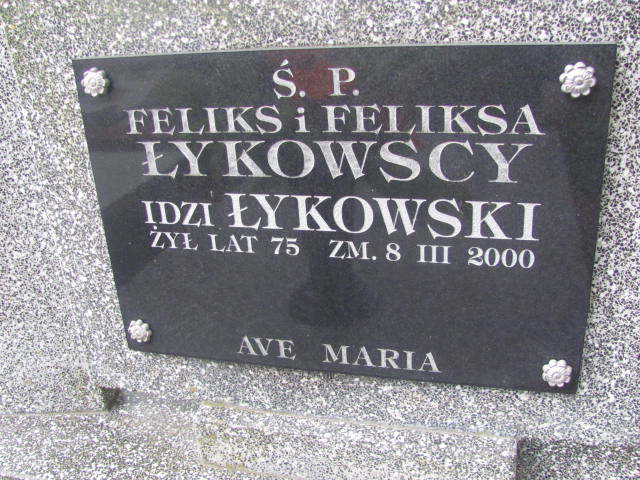 Ś. P.
FELIKS i FELIKSA
ŁYKOWSCY
IDZI ŁYKOWSKI
ŻYŁ LAT 75 ZM. 8 III 2000
AVE MARIA